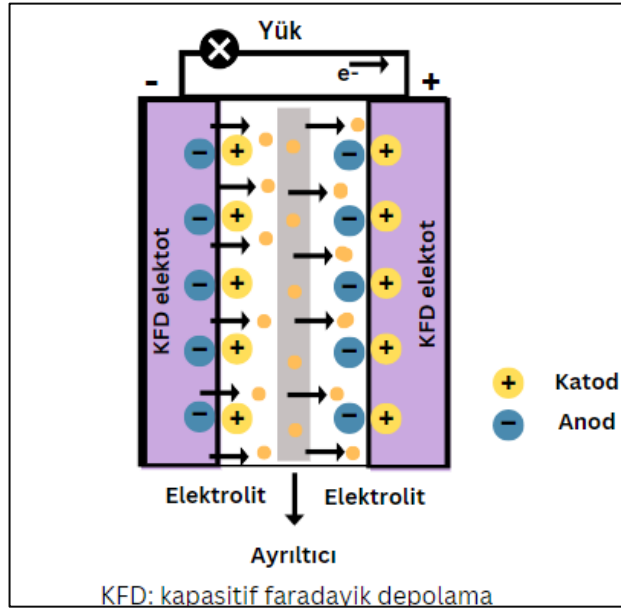 Yük
e-
-
+
KFD elektot
KFD elektot
+ Katod
− Anod
Elektrolit Elektrolit
Ayrıltıcı
KFD: kapasitif faradayik depolama